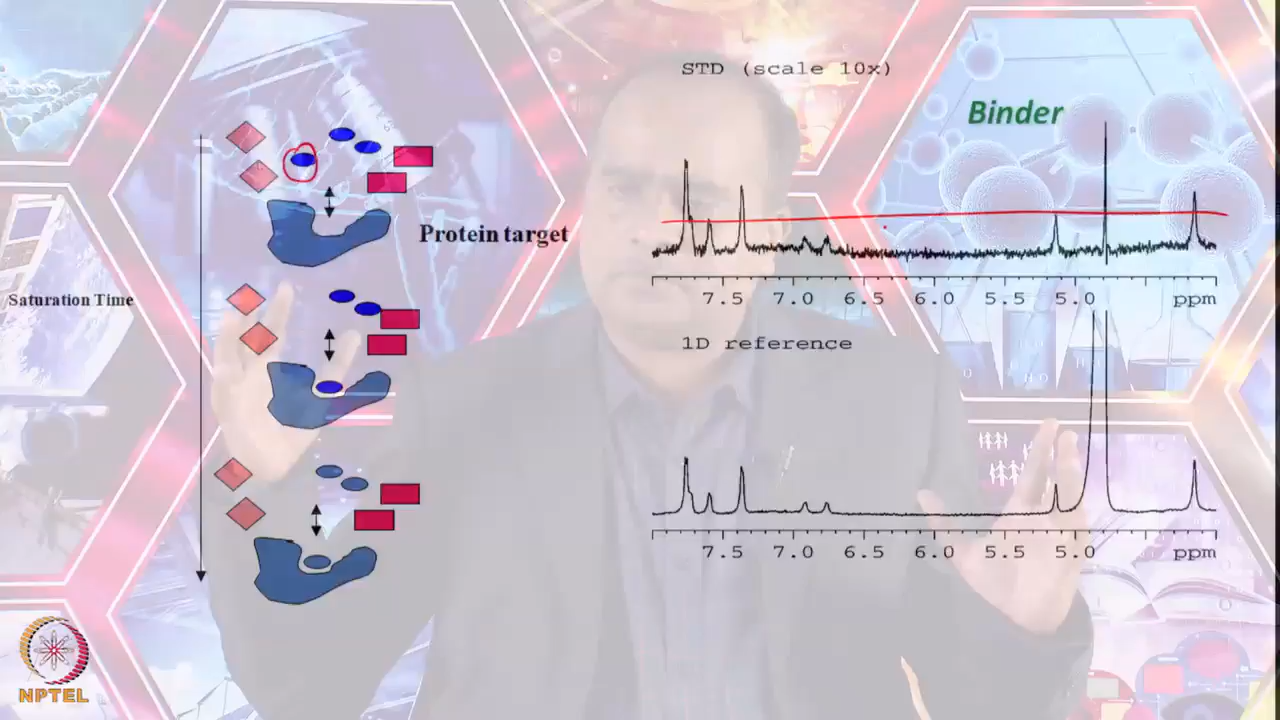 STD (scale 10x)
Binder
Protein target
Saturation Time
7.5 7.0 6.5 6.0 5.5 5.0 ppm
1D reference
7.5 7.0 6.5 6.0 5.5 5.0 ppm
NPTEL